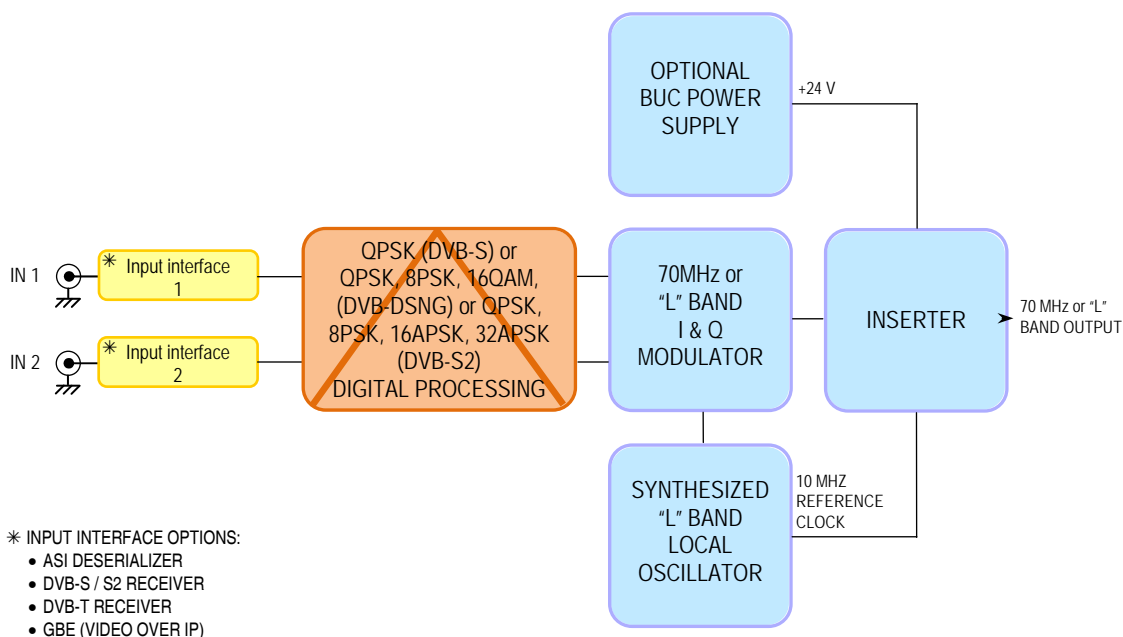 OPTIONAL
BUC POWER
SUPPLY
+24 V
IN 1
✳ Input interface
1
IN 2
✳ Input interface
2
QPSK (DVB-S) or
QPSK, 8PSK, 16QAM,
(DVB-DSNG) or QPSK,
8PSK, 16APSK, 32APSK
(DVB-S2)
DIGITAL PROCESSING
70MHz or
“L” BAND
I & Q
MODULATOR
INSERTER
70 MHz or “L”
BAND OUTPUT
SYNTHESIZED
“L” BAND
LOCAL
OSCILLATOR
10 MHZ
REFERENCE
CLOCK
✳ INPUT INTERFACE OPTIONS:
• ASI DESERIALIZER
• DVB-S / S2 RECEIVER
• DVB-T RECEIVER
• GBE (VIDEO OVER IP)